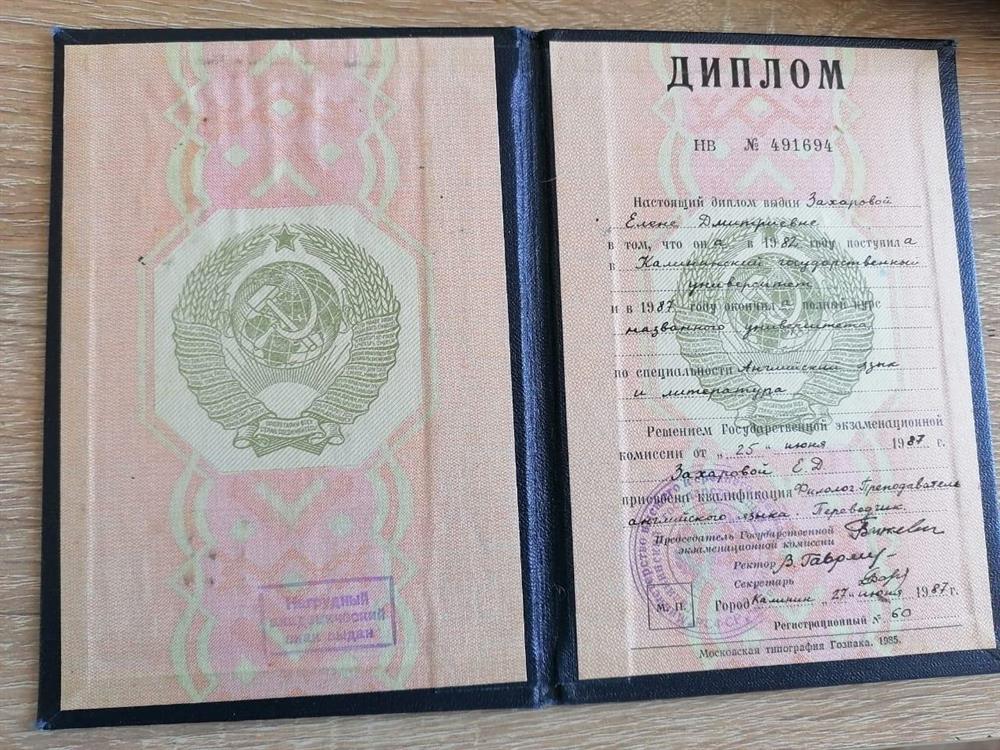 Нагрудный
академический
знак выдан
ДИПЛОМ
НВ № 491694
Настоящий диплом выдан Захаровой
Елене Дмитриевне
в том, что она в 1982 году поступила
в Калининский государственный
университет
и в 1987 году окончила полный курс
названного университета
по специальности Английский язык
и литература
Решением Государственной экзаменационной
комиссии от „25“ июня 1987 г.
Захаровой Е.Д.
присвоена квалификация Филолог. Преподаватель
английского языка. Переводчик.
Председатель Государственной
экзаменационной комиссии
Ректор
Секретарь
М. П. Город Калинин „27“ июня 1987 г.
Регистрационный № 60
Московская типография Гознака. 1985.